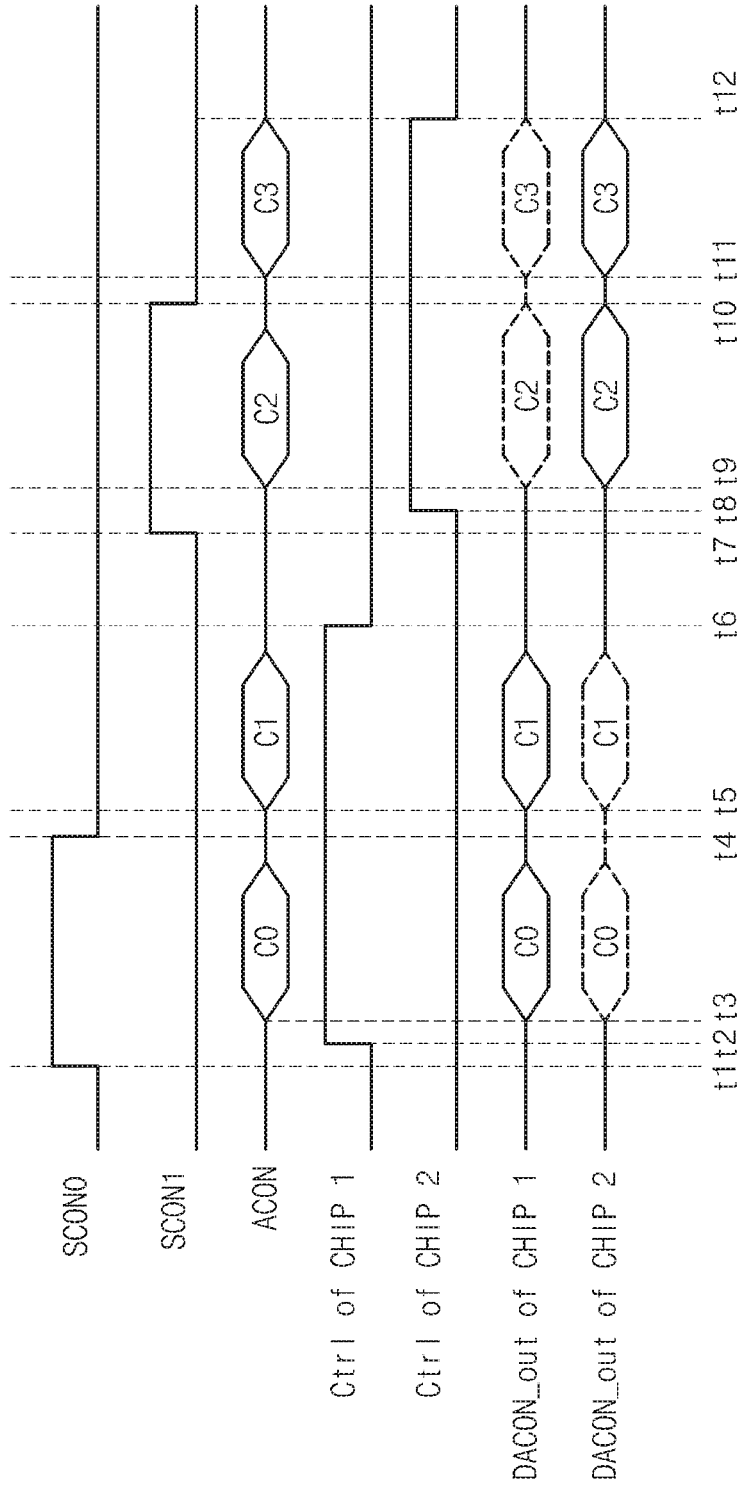 SCON0
SCON1
ACON
C0
C1
C2
C3
Ctrl of CHIP 1
Ctrl of CHIP 2
DACON_out of CHIP 1
C0
C1
C2
C3
DACON_out of CHIP 2
C0
C1
C2
C3
t1 t2 t3 t4 t5 t6 t7 t8 t9 t10 t11 t12